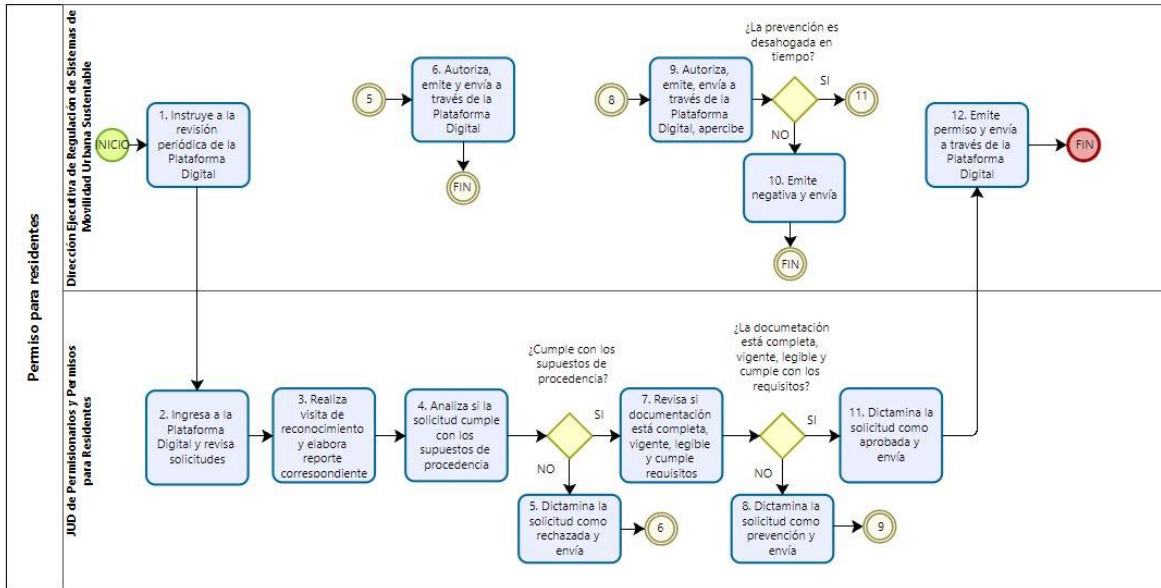 Permiso para residentes
Dirección Ejecutiva de Regulación de Sistemas de
Movilidad Urbana Sustentable
INICIO
1. Instruye a la
revisión
periódica de la
Plataforma
Digital
5
6. Autoriza,
emite y envía a
través de la
Plataforma
Digital
FIN
8
9. Autoriza,
emite, envía a
través de la
Plataforma
Digital, apercibe
¿La prevención es
desahogada en
tiempo?
SI
11
NO
10. Emite
negativa y envía
FIN
12. Emite
permiso y envía
a través de la
Plataforma
Digital
FIN
JUD de Permisionarios y Permisos
para Residentes
2. Ingresa a la
Plataforma
Digital y revisa
solicitudes
3. Realiza
visita de
reconocimiento
y elabora
reporte
correspondiente
4. Analiza si la
solicitud cumple
con los
supuestos de
procedencia
¿Cumple con los
supuestos de
procedencia?
SI
NO
5. Dictamina la
solicitud como
rechazada y
envía
6
7. Revisa si
documentación
está completa,
vigente, legible
y cumple
requisitos
¿La documetación
está completa,
vigente, legible y
cumple con los
requisitos?
SI
NO
8. Dictamina la
solicitud como
prevención y
envía
9
11. Dictamina la
solicitud como
aprobada y
envía